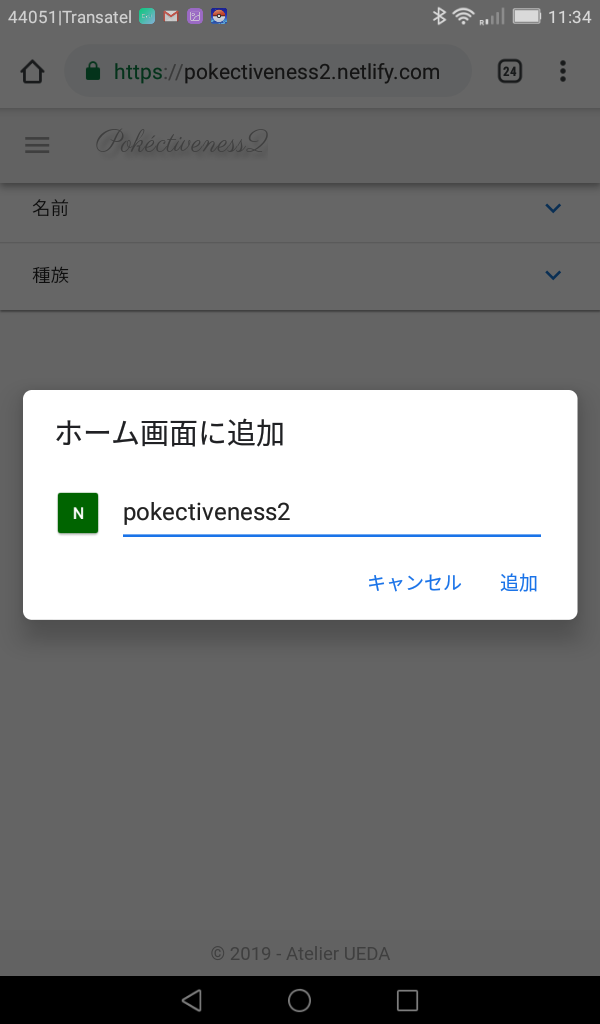 44051|Transatel 11:34
https://pokectiveness2.netlify.com 24
Pokéctiveness2
名前
種族
ホーム画面に追加
N pokectiveness2
キャンセル 追加
© 2019 - Atelier UEDA